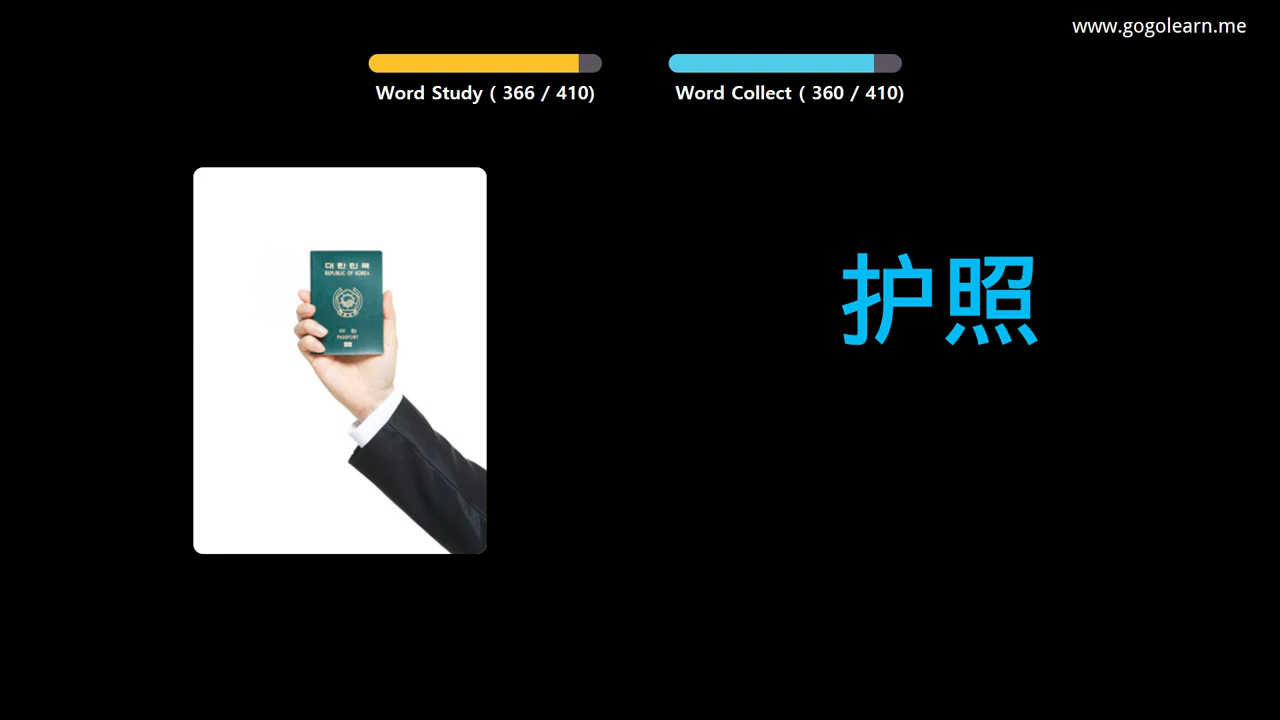 www.gogolearn.me
Word Study ( 366 / 410)
Word Collect ( 360 / 410)
대한민국
REPUBLIC OF KOREA
PASSPORT
护照